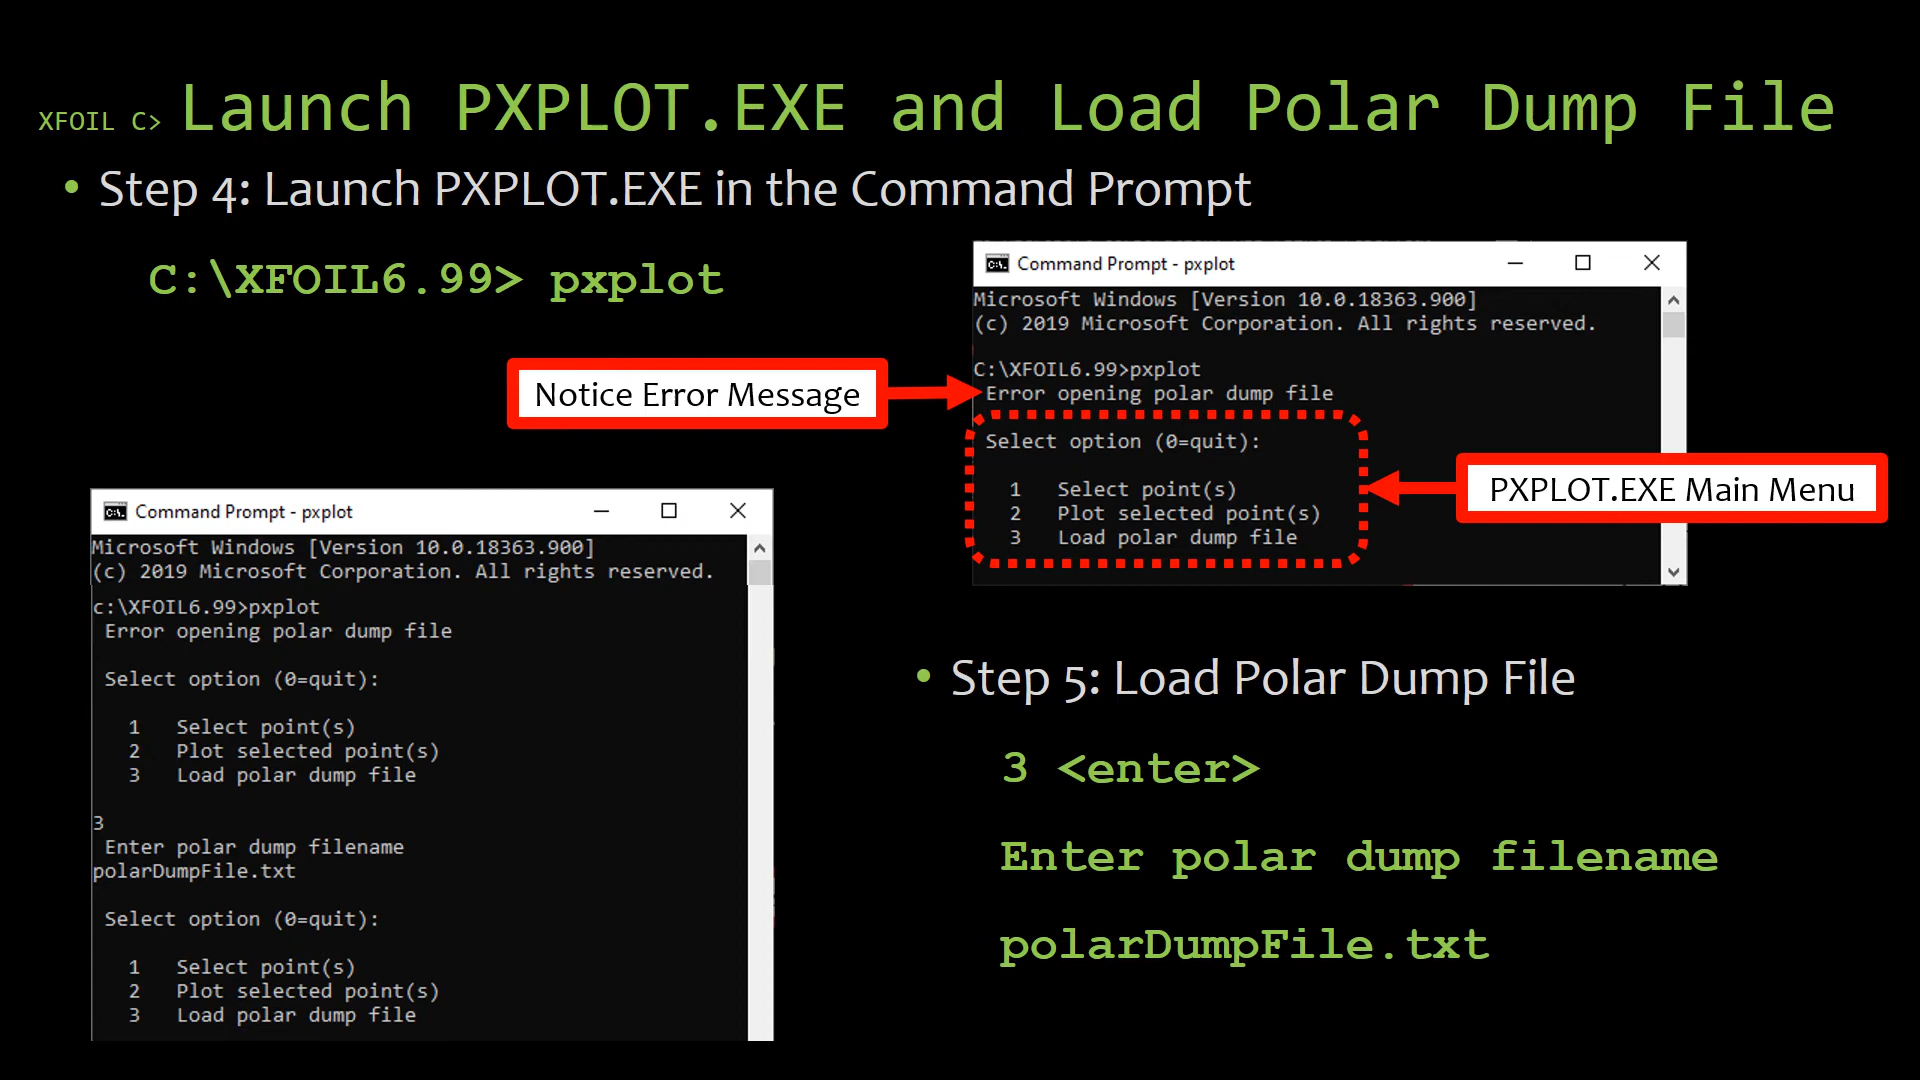 XFOIL C> Launch PXPLOT.EXE and Load Polar Dump File
• Step 4: Launch PXPLOT.EXE in the Command Prompt
C:\XFOIL6.99> pxplot
Command Prompt - pxplot
Microsoft Windows [Version 10.0.18363.900]
(c) 2019 Microsoft Corporation. All rights reserved.
C:\XFOIL6.99>pxplot
Error opening polar dump file
Select option (0=quit):
1 Select point(s)
2 Plot selected point(s)
3 Load polar dump file
Notice Error Message
PXPLOT.EXE Main Menu
Command Prompt - pxplot
Microsoft Windows [Version 10.0.18363.900]
(c) 2019 Microsoft Corporation. All rights reserved.
c:\XFOIL6.99>pxplot
Error opening polar dump file
Select option (0=quit):
1 Select point(s)
2 Plot selected point(s)
3 Load polar dump file
3
Enter polar dump filename
polarDumpFile.txt
Select option (0=quit):
1 Select point(s)
2 Plot selected point(s)
3 Load polar dump file
• Step 5: Load Polar Dump File
3 <enter>
Enter polar dump filename
polarDumpFile.txt